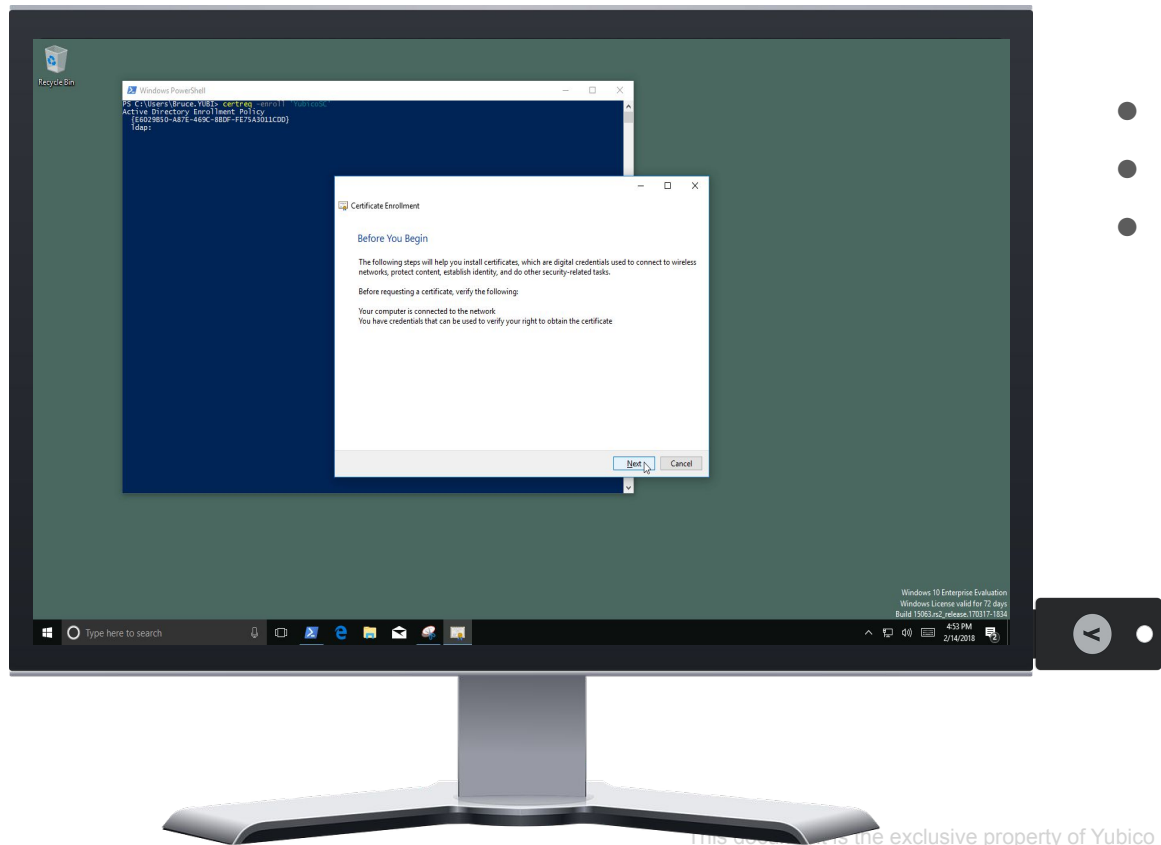 Recycle Bin
Windows PowerShell
PS C:\Users\Bruce.YUBI> certreq -enroll 'YubicoSC'
Active Directory Enrollment Policy
{E6029B50-A87E-469C-8BDF-FE75A3011CDD}
ldap:
Certificate Enrollment
Before You Begin
The following steps will help you install certificates, which are digital credentials used to connect to wireless
networks, protect content, establish identity, and do other security-related tasks.
Before requesting a certificate, verify the following:
Your computer is connected to the network
You have credentials that can be used to verify your right to obtain the certificate
Next
Cancel
Windows 10 Enterprise Evaluation
Windows License valid for 72 days
Build 15063.rs2_release.170317-1834
Type here to search
4:53 PM
2/14/2018
2
Y
This document is the exclusive property of Yubico